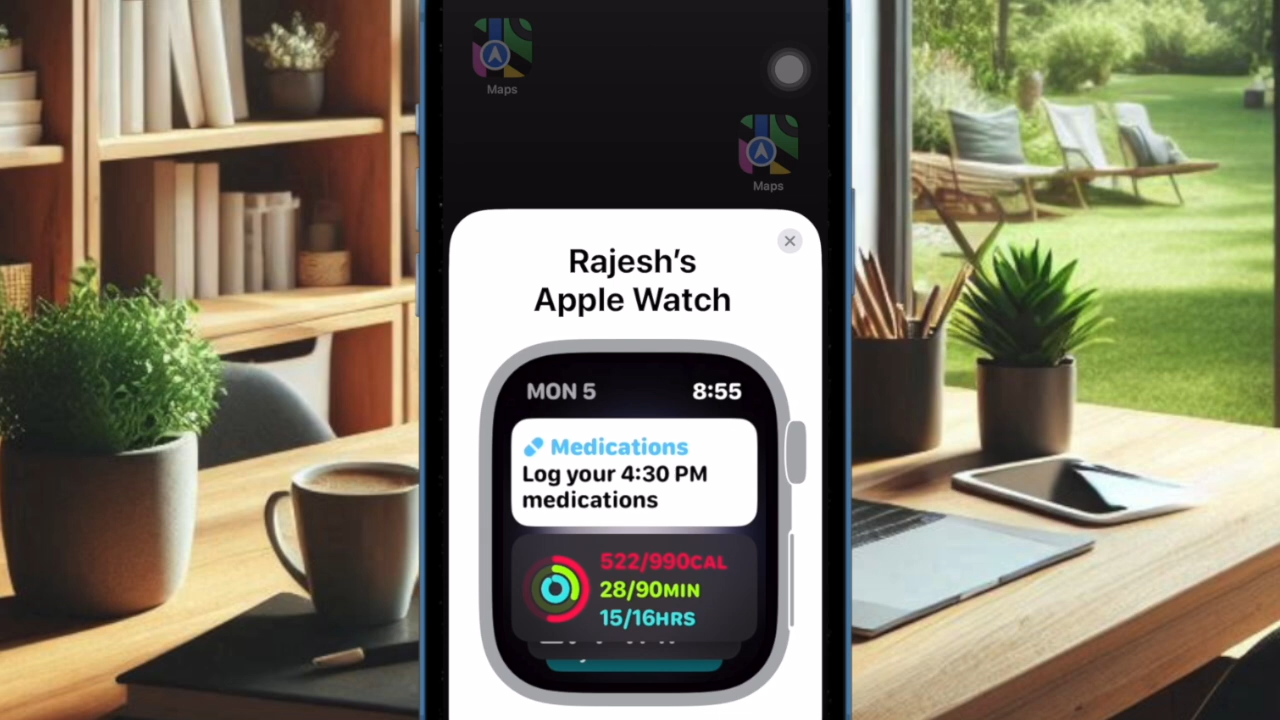 Maps
Maps
Rajesh’s
Apple Watch
MON 5
8:55
Medications
Log your 4:30 PM
medications
522/990CAL
28/90MIN
15/16HRS